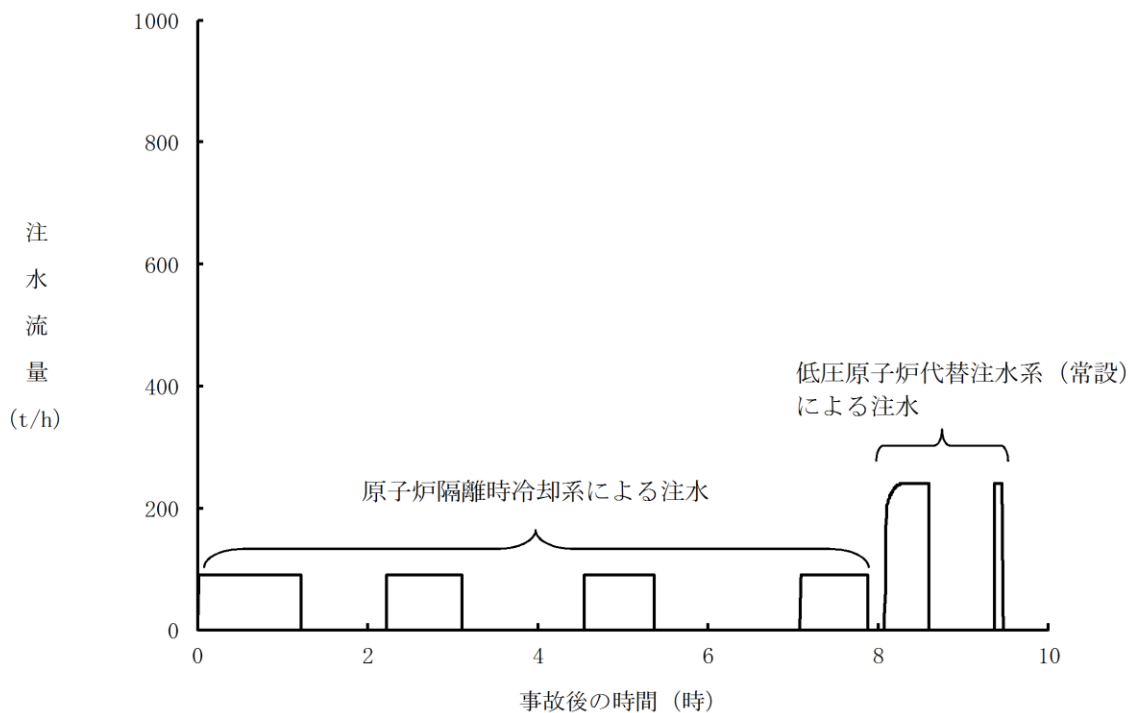 1000
800
600
400
200
0
注
水
流
量
(t/h)
低圧原子炉代替注水系（常設）
による注水
原子炉隔離時冷却系による注水
0 2 4 6 8 10
事故後の時間（時）